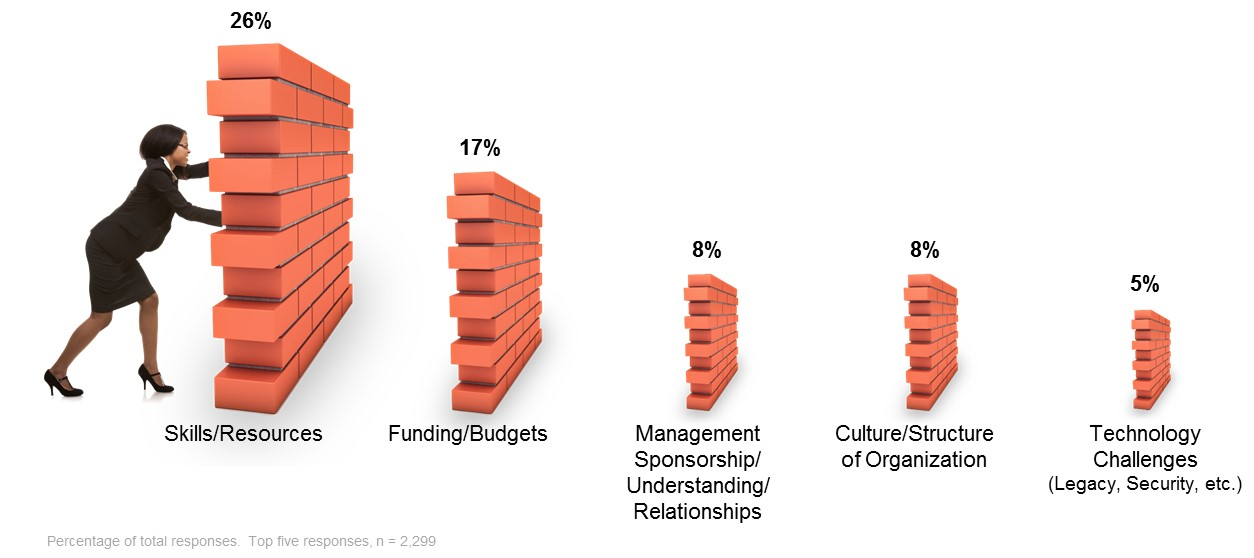 26%
17%
8%
8%
5%
Skills/Resources
Funding/Budgets
Management
Sponsorship/
Understanding/
Relationships
Culture/Structure
of Organization
Technology
Challenges
(Legacy, Security, etc.)
Percentage of total responses.  Top five responses, n = 2,299